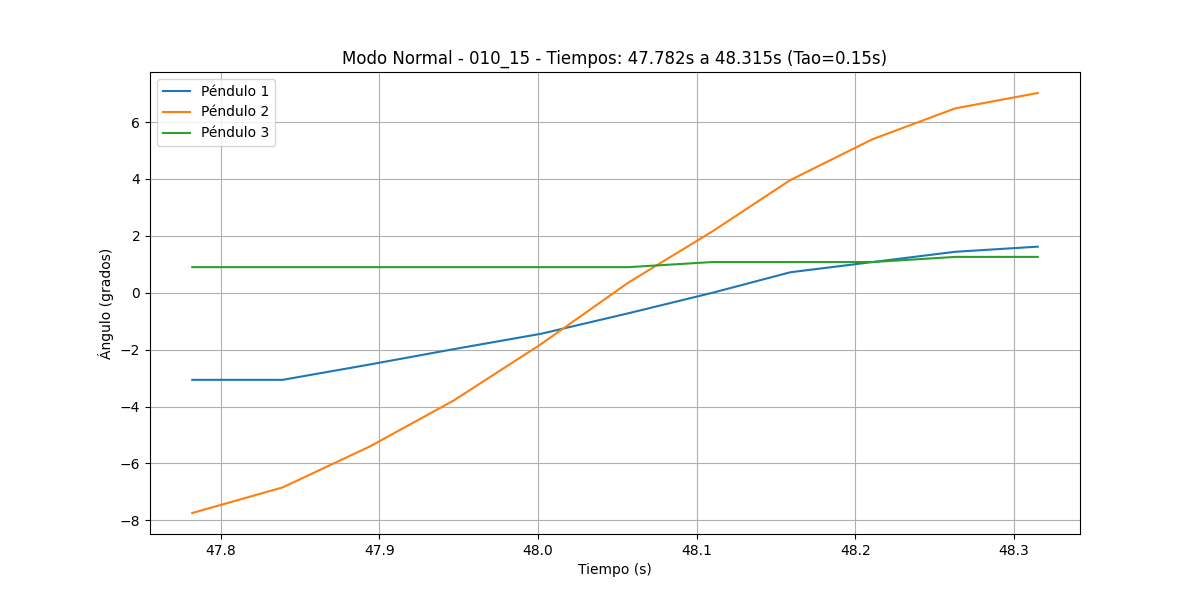 Modo Normal - 010_15 - Tiempos: 47.782s a 48.315s (Tao=0.15s)
Péndulo 1
Péndulo 2
Péndulo 3
Ángulo (grados)
6
4
2
0
−2
−4
−6
−8
47.8 47.9 48.0 48.1 48.2 48.3
Tiempo (s)